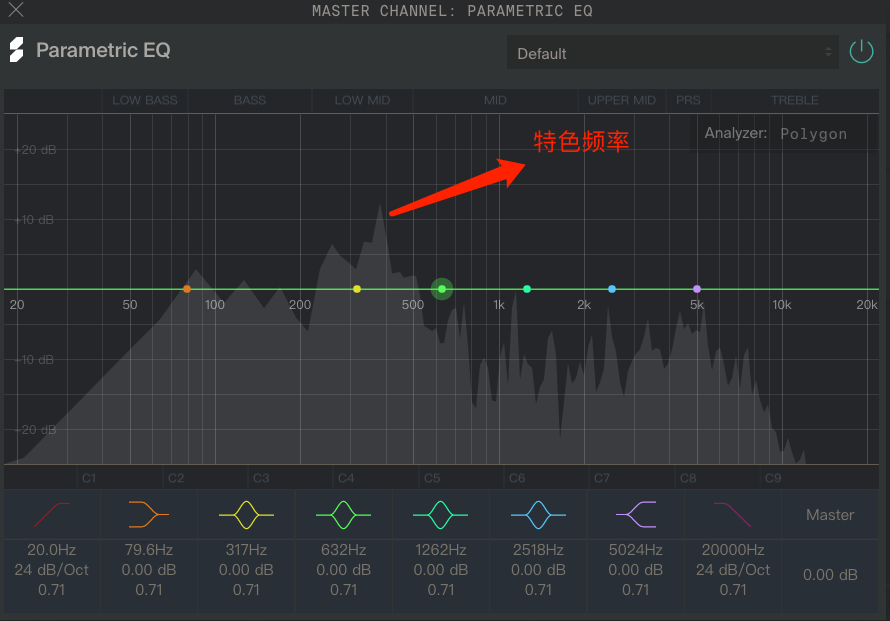 MASTER CHANNEL: PARAMETRIC EQ
Parametric EQ
Default
LOW BASS BASS LOW MID MID UPPER MID PRS TREBLE
特色频率
Analyzer: Polygon
+20 dB
+10 dB
20 50 100 200 500 1k 2k 5k 10k 20k
-10 dB
-20 dB
C1 C2 C3 C4 C5 C6 C7 C8 C9
Master
20.0Hz 79.6Hz 317Hz 632Hz 1262Hz 2518Hz 5024Hz 20000Hz
24 dB/Oct 0.00 dB 0.00 dB 0.00 dB 0.00 dB 0.00 dB 0.00 dB 24 dB/Oct 0.00 dB
0.71 0.71 0.71 0.71 0.71 0.71 0.71 0.71